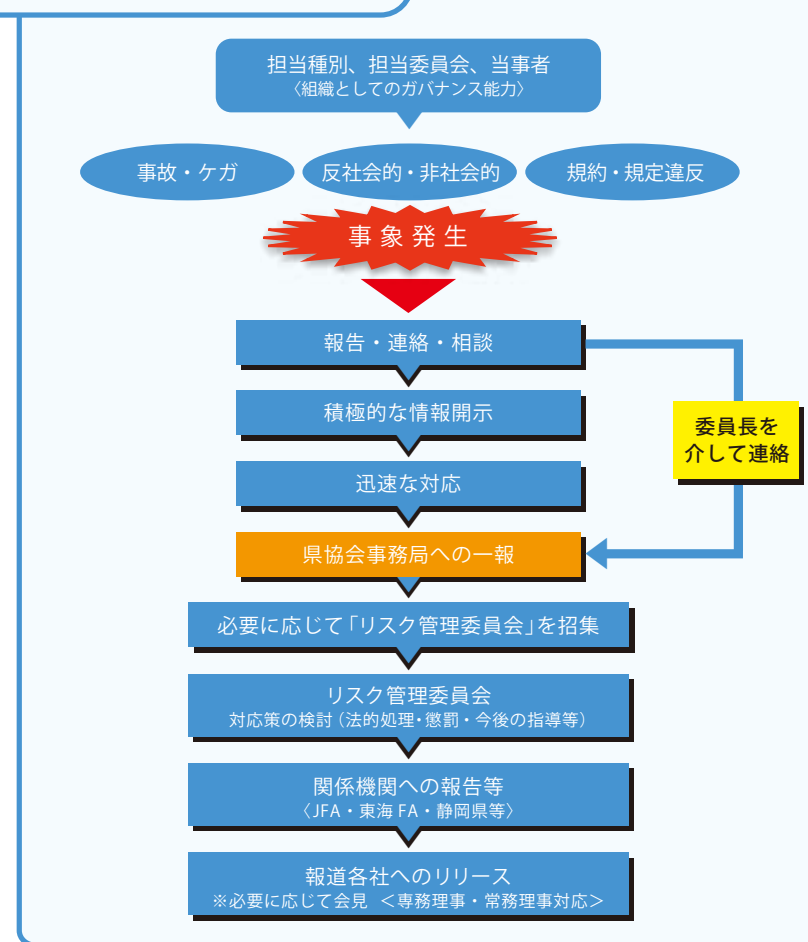 担当種別、担当委員会、当事者
〈組織としてのガバナンス能力〉
事故・ケガ
反社会的・非社会的
規約・規定違反
事象発生
報告・連絡・相談
積極的な情報開示
迅速な対応
委員長を
介して連絡
県協会事務局への一報
必要に応じて「リスク管理委員会」を招集
リスク管理委員会
対応策の検討（法的処理・懲罰・今後の指導等）
関係機関への報告等
〈JFA・東海 FA・静岡県等〉
報道各社へのリリース
※必要に応じて会見 ＜専務理事・常務理事対応＞